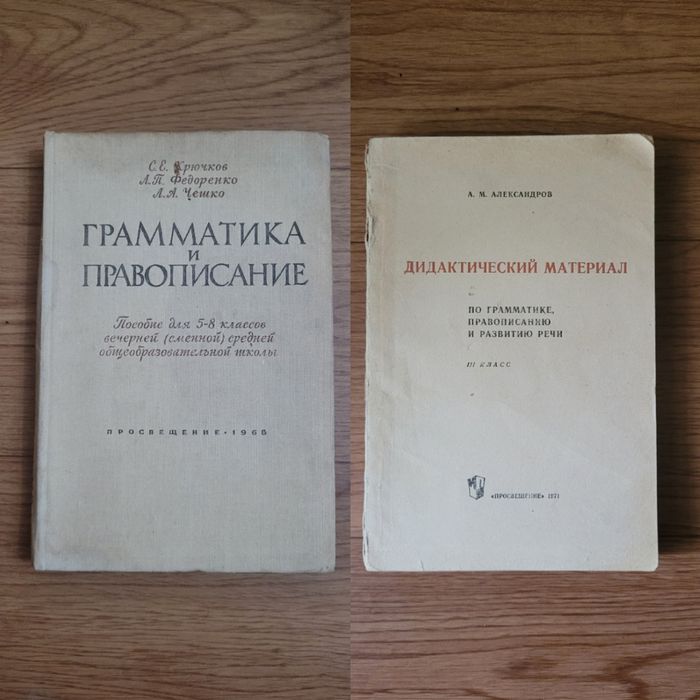 С.Е. Крючков
Л.П. Федоренко
Л.А. Чешко
ГРАММАТИКА
И
ПРАВОПИСАНИЕ
Пособие для 5-8 классов
вечерней (сменной) средней
общеобразовательной школы
ПРОСВЕЩЕНИЕ • 1965
А. М. АЛЕКСАНДРОВ
ДИДАКТИЧЕСКИЙ МАТЕРИАЛ
ПО ГРАММАТИКЕ,
ПРАВОПИСАНИЮ
И РАЗВИТИЮ РЕЧИ
III КЛАСС
«ПРОСВЕЩЕНИЕ» 1971